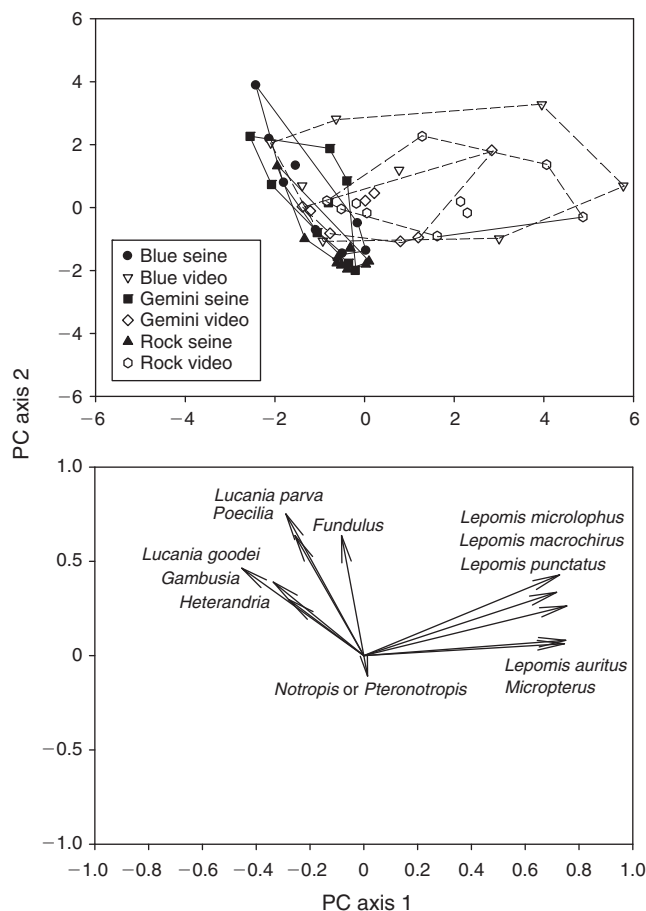 6
4
2
0
−2
−4
−6
Blue seine
Blue video
Gemini seine
Gemini video
Rock seine
Rock video
−6 −4 −2 0 2 4 6
PC axis 2
1.0
0.5
0
−0.5
−1.0
Lucania parva
Poecilia
Fundulus
Lucania goodei
Gambusia
Heterandria
Lepomis microlophus
Lepomis macrochirus
Lepomis punctatus
Lepomis auritus
Micropterus
Notropis or Pteronotropis
−1.0 −0.8 −0.6 −0.4 −0.2 0 0.2 0.4 0.6 0.8 1.0
PC axis 1